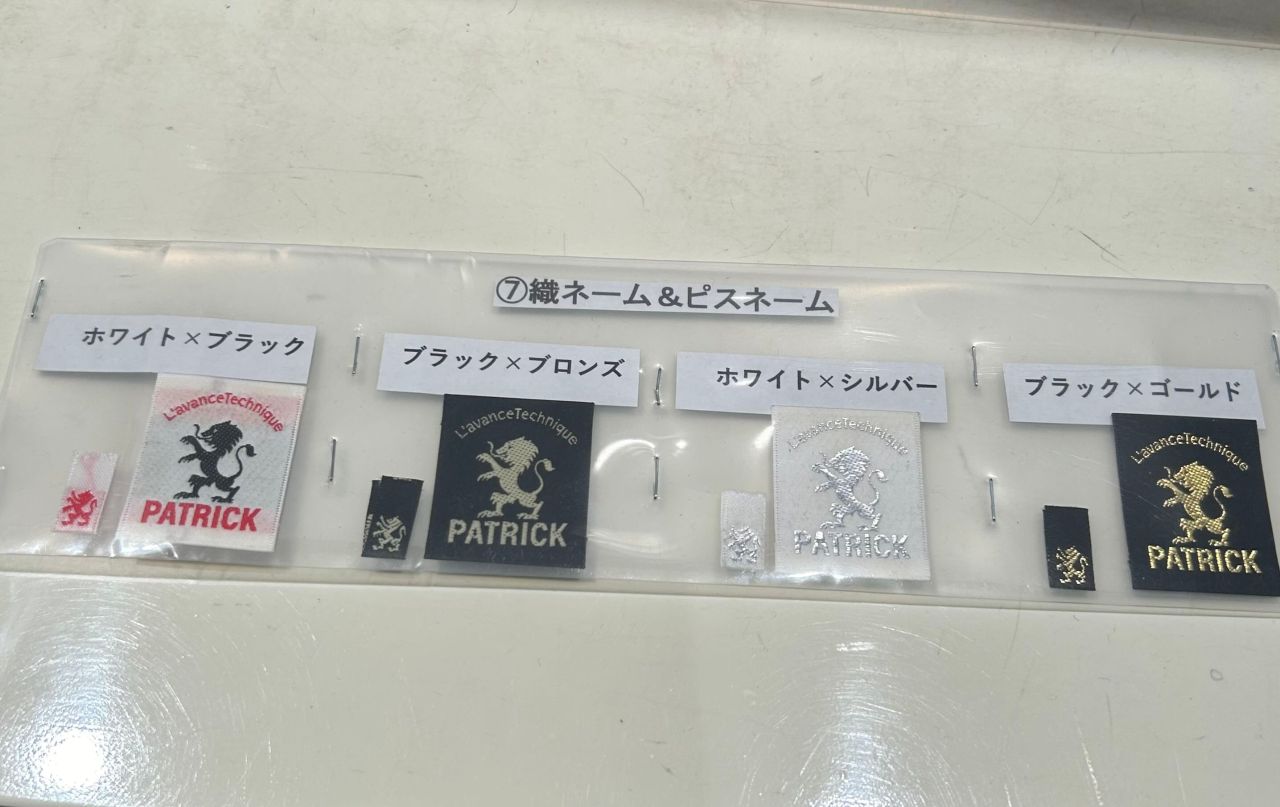 ⑦織ネーム＆ピスネーム
ホワイト×ブラック
L'avanceTechnique
PATRICK
ブラック×ブロンズ
L'avanceTechnique
PATRICK
ホワイト×シルバー
L'avanceTechnique
PATRICK
ブラック×ゴールド
L'avanceTechnique
PATRICK